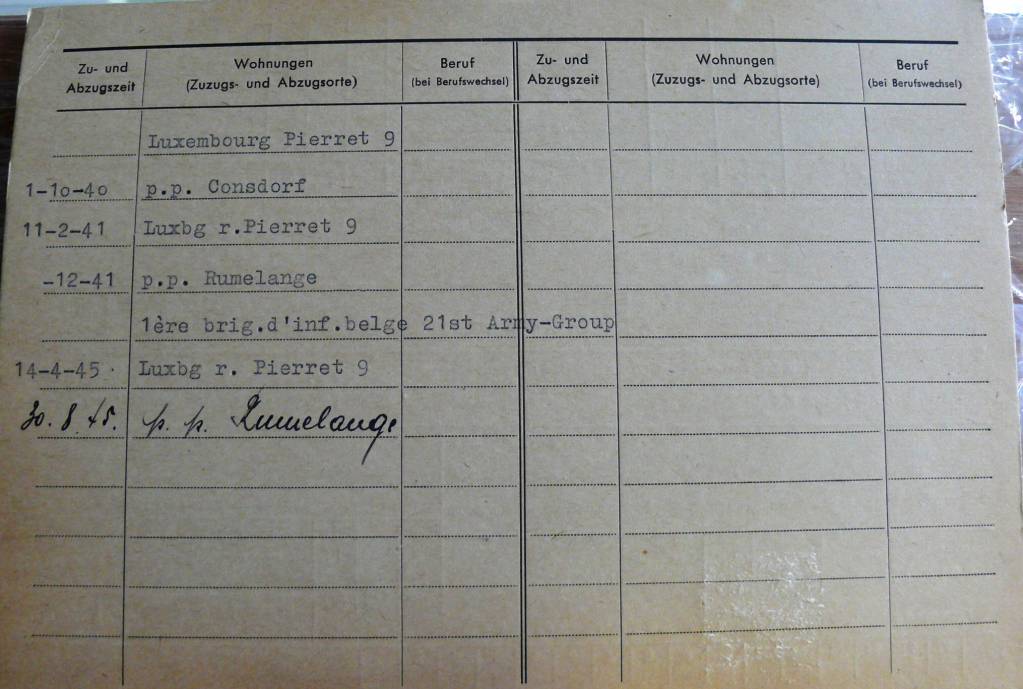 Zu- und Abzugszeit
Wohnungen
(Zuzugs- und Abzugsorte)
Beruf
(bei Berufswechsel)
Zu- und Abzugszeit
Wohnungen
(Zuzugs- und Abzugsorte)
Beruf
(bei Berufswechsel)
Luxembourg Pierret 9
1-10-40 p.p. Consdorf
11-2-41 Luxbg r.Pierret 9
-12-41 p.p. Rumelange
1ère brig.d'inf.belge 21st Army-Group
14-4-45 Luxbg r. Pierret 9
30. 8. 45. p. p. Rumelange